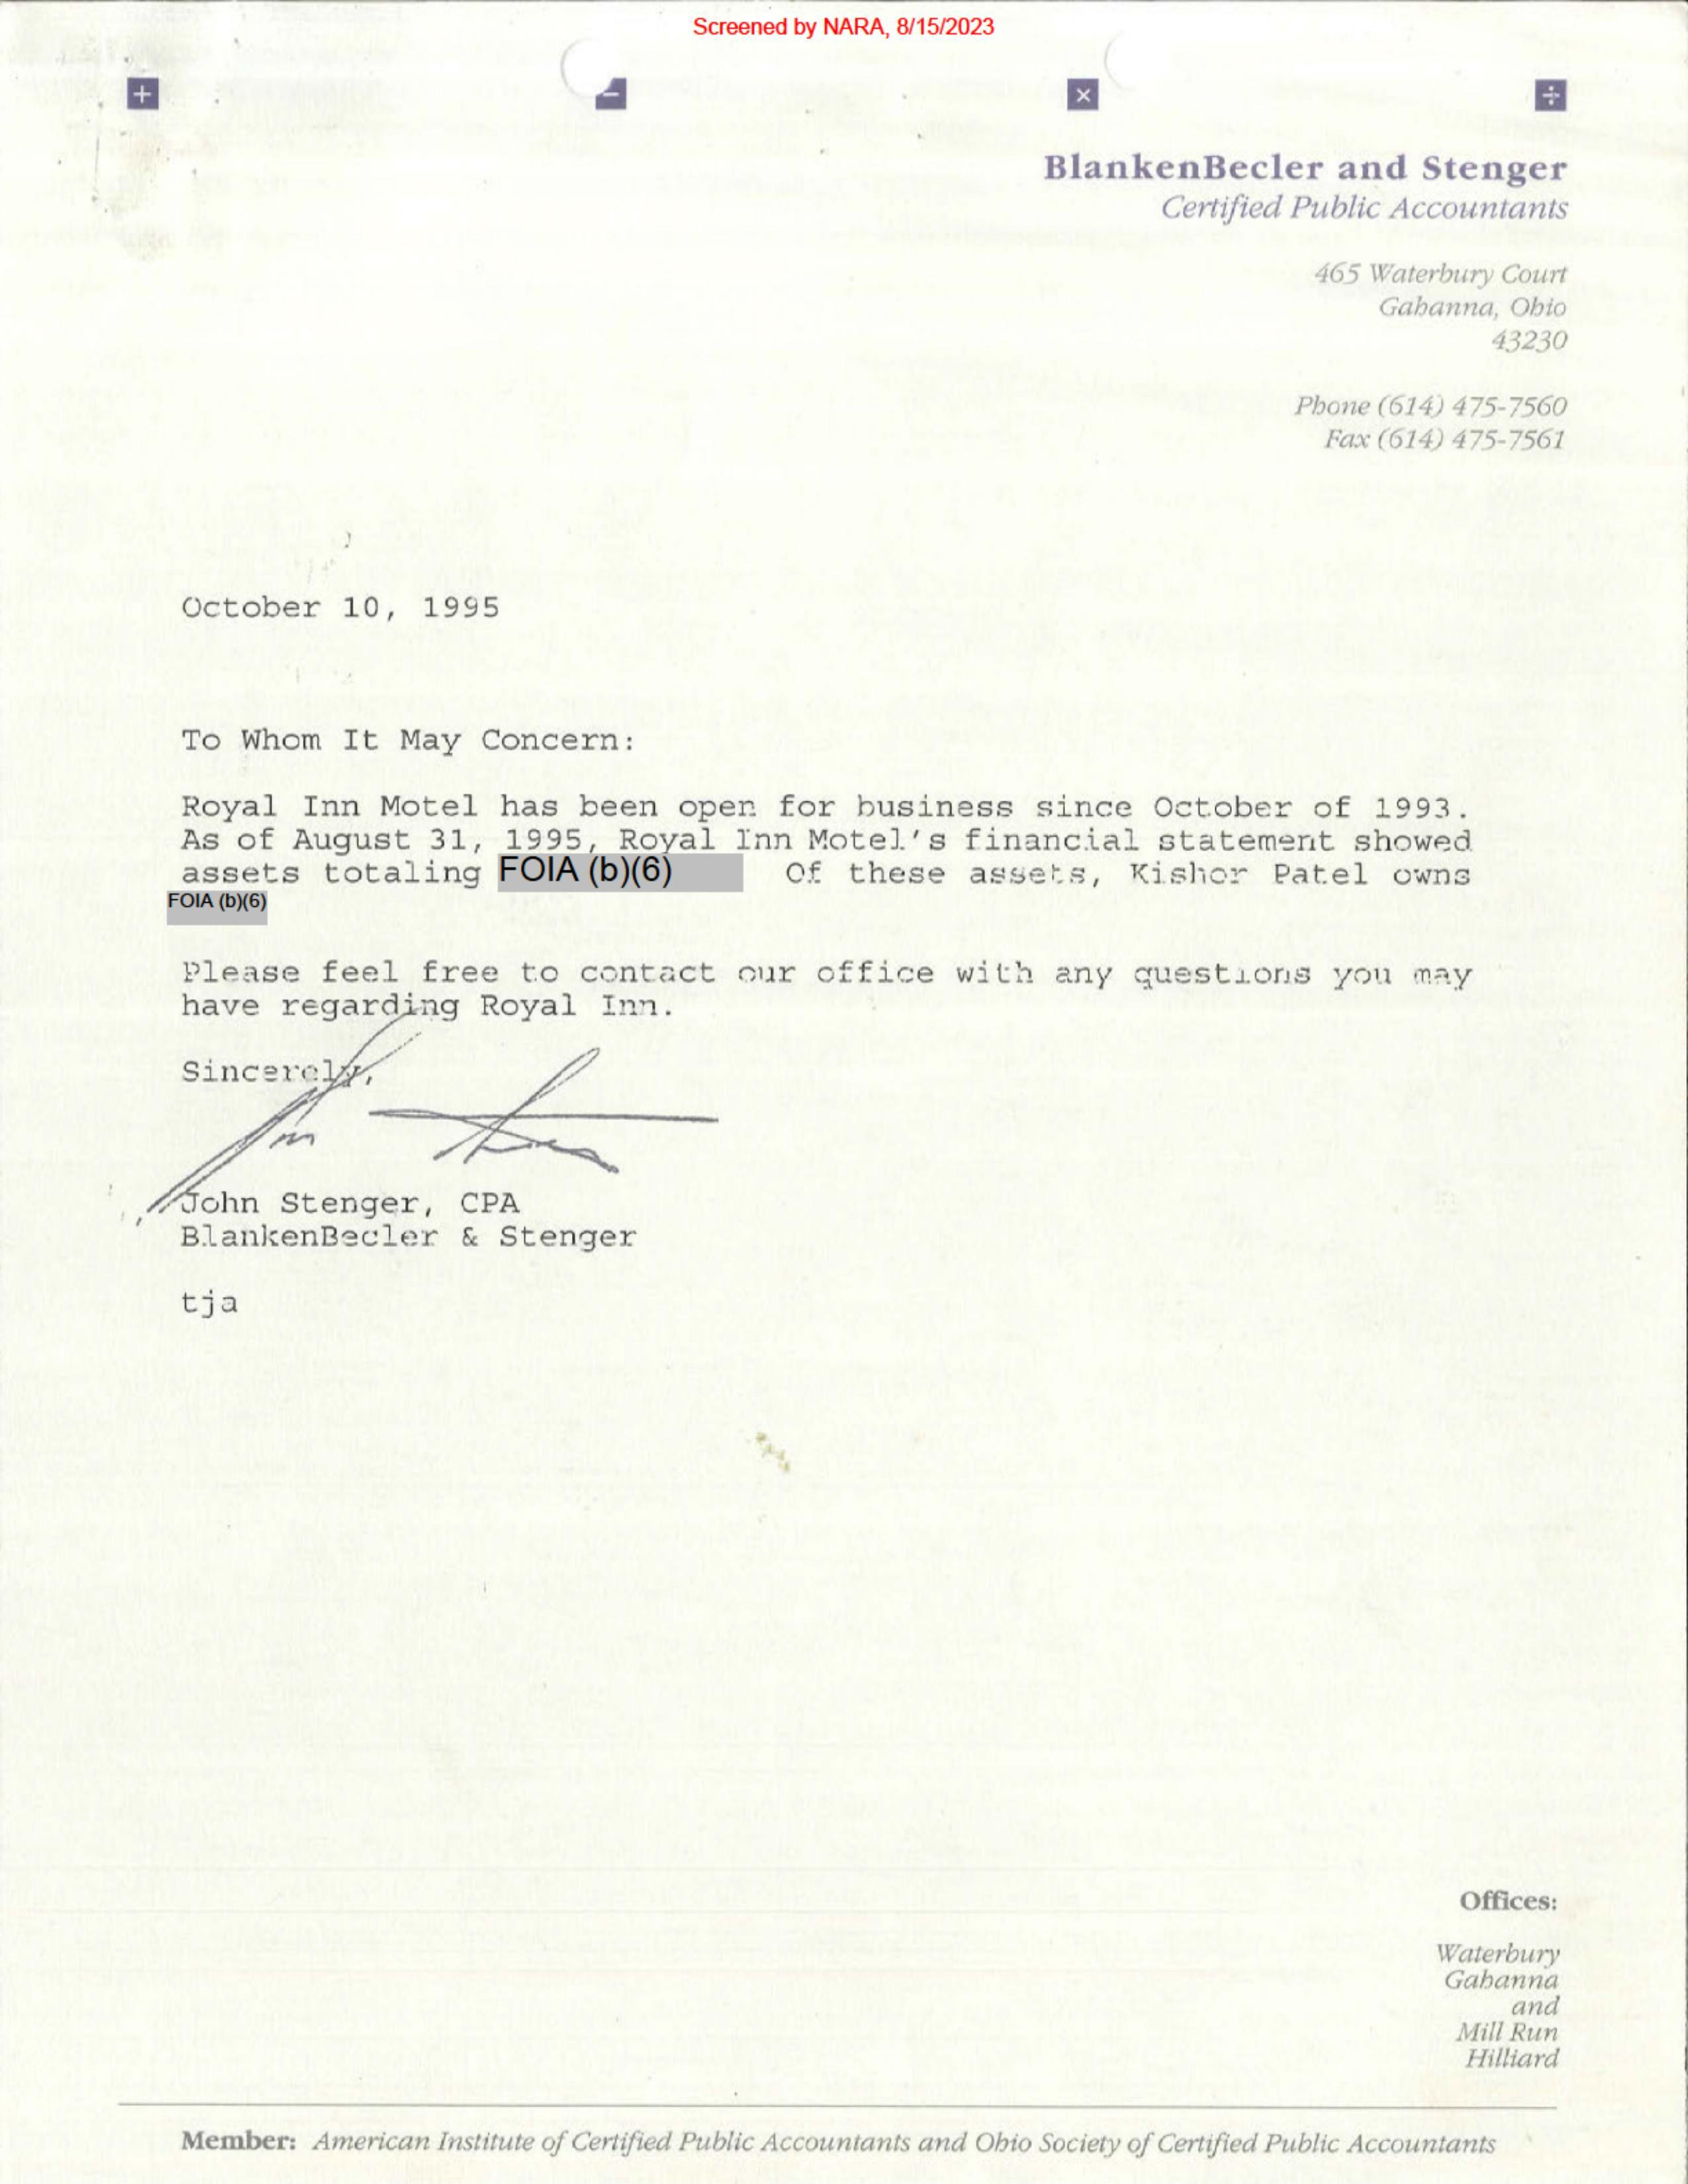 Screened by NARA, 8/15/2023
+ − × ÷
BlankenBecler and Stenger
Certified Public Accountants
465 Waterbury Court
Gahanna, Ohio
43230
Phone (614) 475-7560
Fax (614) 475-7561
October 10, 1995
To Whom It May Concern:
Royal Inn Motel has been open for business since October of 1993.
As of August 31, 1995, Royal Inn Motel's financial statement showed
assets totaling FOIA (b)(6) Of these assets, Kishor Patel owns
FOIA (b)(6)
Please feel free to contact our office with any questions you may
have regarding Royal Inn.
Sincerely,
John Stenger, CPA
BlankenBecler & Stenger
tja
Offices:
Waterbury
Gahanna
and
Mill Run
Hilliard
Member: American Institute of Certified Public Accountants and Ohio Society of Certified Public Accountants